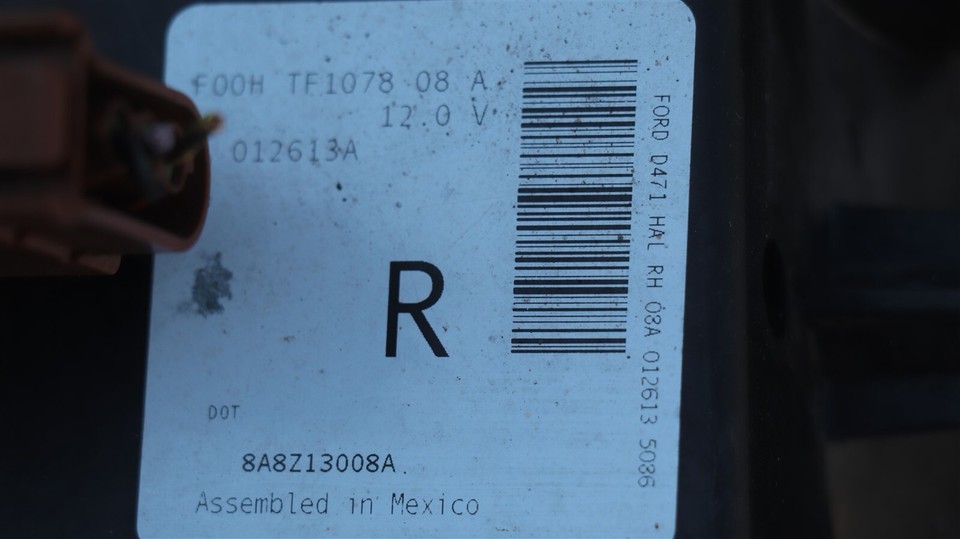 F00H TF1078 08 A
12.0 V
012613A
R
DOT
8A8Z13008A.
Assembled in Mexico
FORD D471 HAL RH 08A 012613 5086